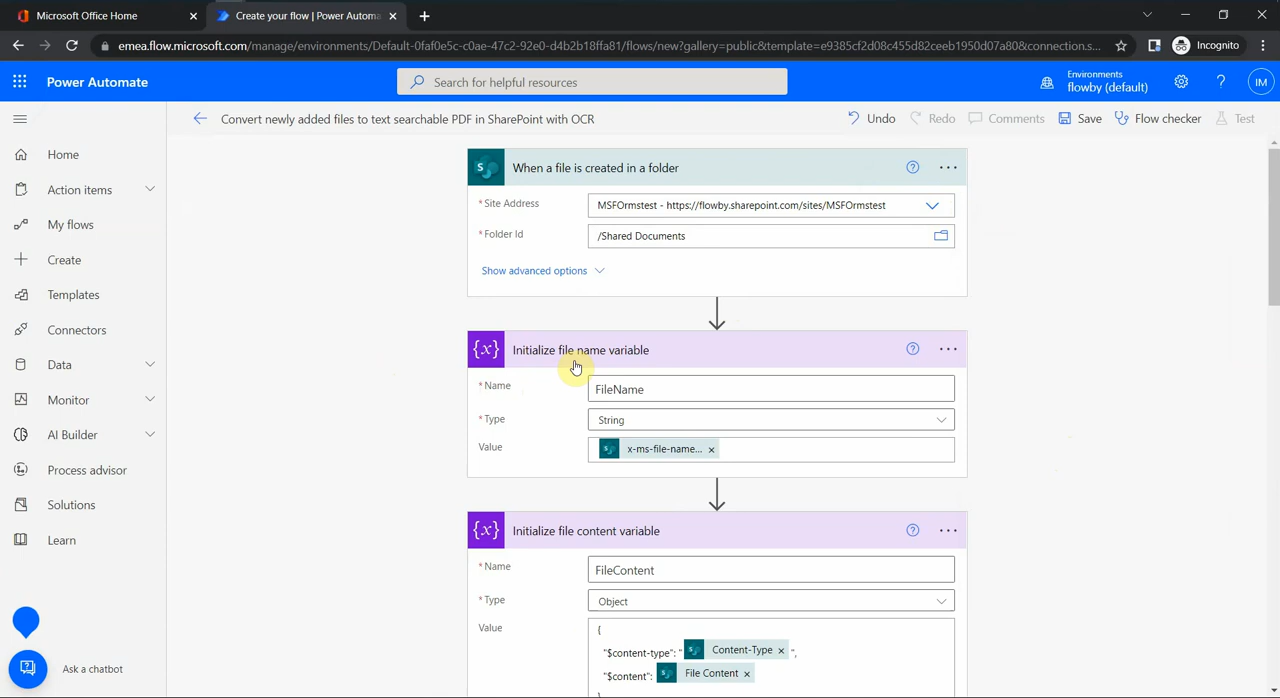 Microsoft Office Home
Create your flow | Power Automa
emea.flow.microsoft.com/manage/environments/Default-0faf0e5c-c0ae-47c2-92e0-d4b2b18ffa81/flows/new?gallery=public&template=e9385cf2d08c455d82ceeb1950d07a80&connection.s...
Incognito
Power Automate
Search for helpful resources
Environments
flowby (default)
IM
Convert newly added files to text searchable PDF in SharePoint with OCR
Undo
Redo
Comments
Save
Flow checker
Test
Home
Action items
My flows
Create
Templates
Connectors
Data
Monitor
AI Builder
Process advisor
Solutions
Learn
Ask a chatbot
When a file is created in a folder
* Site Address
MSFOrmstest - https://flowby.sharepoint.com/sites/MSFOrmstest
* Folder Id
/Shared Documents
Show advanced options
{x} Initialize file name variable
* Name
FileName
* Type
String
Value
x-ms-file-name...
{x} Initialize file content variable
* Name
FileContent
* Type
Object
Value
{
"$content-type": " Content-Type ",
"$content": File Content
}